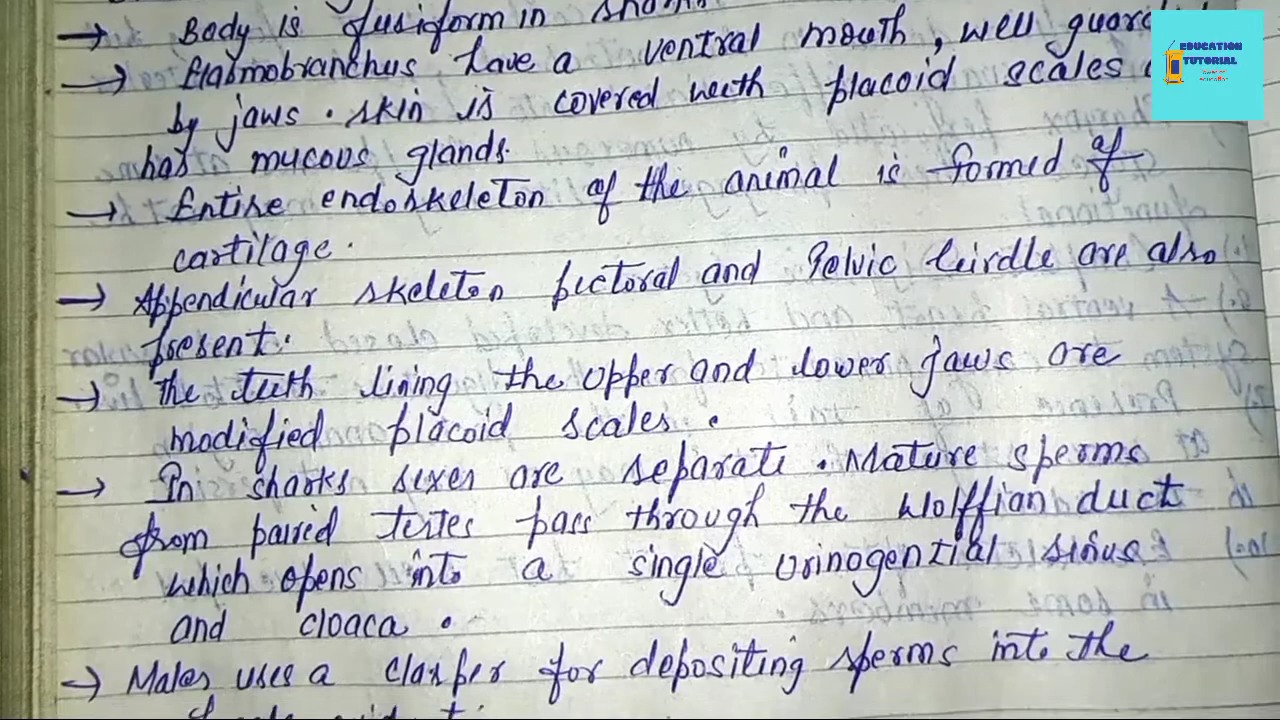 → Body is fusiform in
→ Elasmobranchus have a ventral mouth, well
by jaws. skin is covered with placoid scales
has mucous glands.
→ Entire endoskeleton of the animal is formed of
cartilage.
→ Appendicular skeleton pectoral and Pelvic Girdle are also
present.
→ the teeth lining the upper and lower jaws are
modified placoid scales.
→ In sharks sexes are separate. Mature sperms
from paired testes pass through the Wolffian duct
which opens into a single urinogential sinus
and cloaca.
→ Males uses a clasper for depositing sperms into the
EDUCATION
TUTORIAL